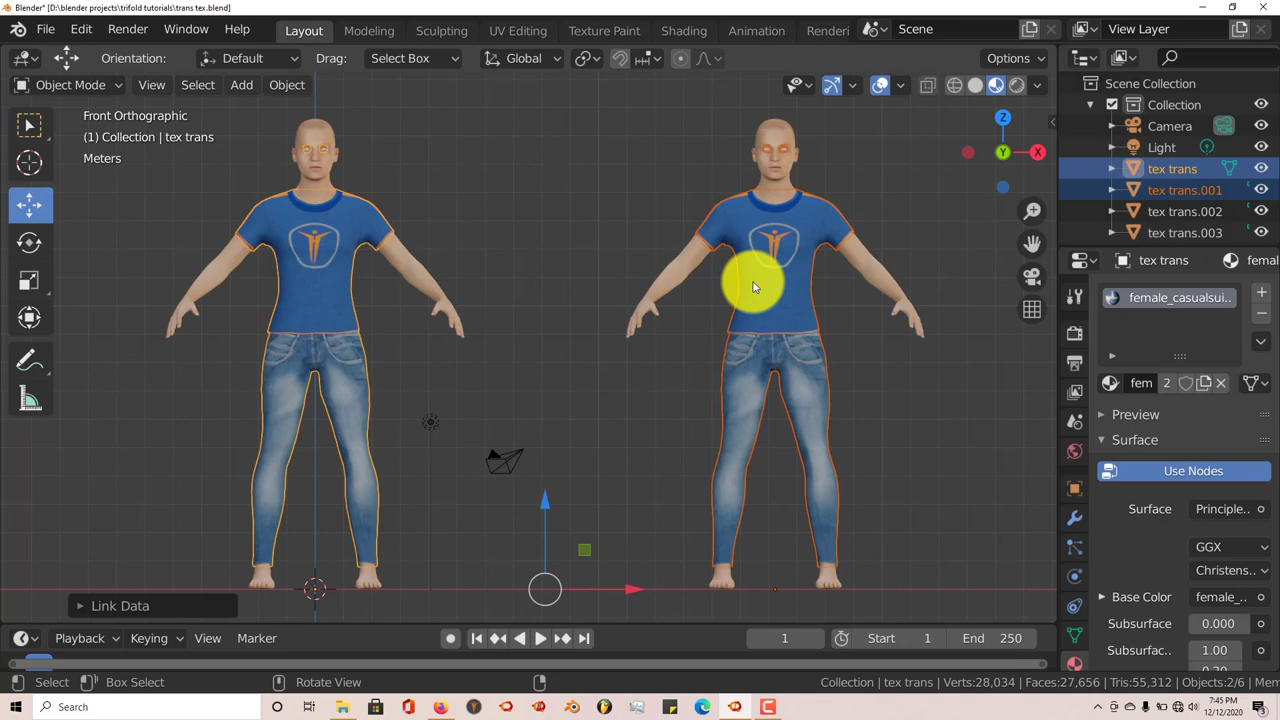 Blender* [D:\blender projects\trifold tutorials\trans tex.blend]
File Edit Render Window Help Layout Modeling Sculpting UV Editing Texture Paint Shading Animation Renderi Scene View Layer
Orientation: Default Drag: Select Box Global Options
Object Mode View Select Add Object
Front Orthographic
(1) Collection | tex trans
Meters
Z
Y
X
Scene Collection
Collection
Camera
Light
tex trans
tex trans.001
tex trans.002
tex trans.003
tex trans femal
female_casualsui..
fem 2
Preview
Surface
Use Nodes
Surface Principle..
GGX
Christens..
Base Color female_..
Subsurface 0.000
Subsurfac.. 1.00
0.20
Link Data
Playback Keying View Marker 1 Start 1 End 250
Select Box Select Rotate View Collection | tex trans | Verts:28,034 | Faces:27,656 | Tris:55,312 | Objects:2/6 | Mem
Search
7:45 PM
12/12/2020
3